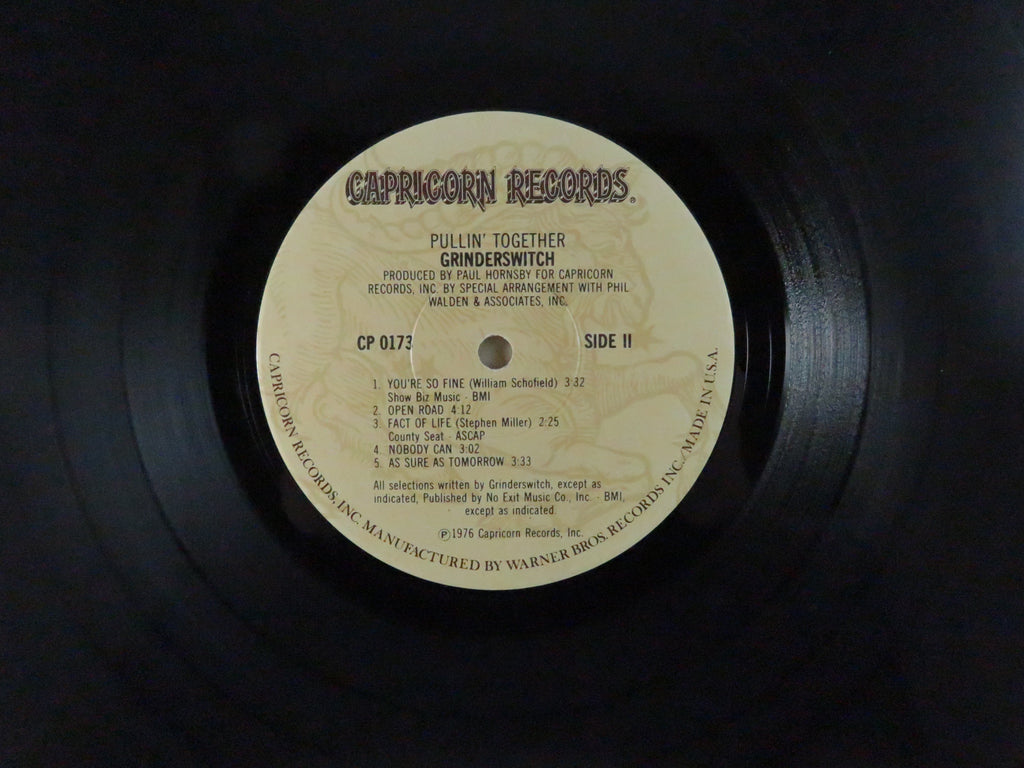 CAPRICORN RECORDS®
PULLIN' TOGETHER
GRINDERSWITCH
PRODUCED BY PAUL HORNSBY FOR CAPRICORN
RECORDS, INC. BY SPECIAL ARRANGEMENT WITH PHIL
WALDEN & ASSOCIATES, INC.
CP 0173
SIDE II
1. YOU'RE SO FINE (William Schofield) 3:32
Show Biz Music - BMI
2. OPEN ROAD 4:12
3. FACT OF LIFE (Stephen Miller) 2:25
County Seat - ASCAP
4. NOBODY CAN 3:02
5. AS SURE AS TOMORROW 3:33
All selections written by Grinderswitch, except as
indicated, Published by No Exit Music Co., Inc. - BMI,
except as indicated.
℗1976 Capricorn Records, Inc.
CAPRICORN RECORDS, INC. MANUFACTURED BY WARNER BROS. RECORDS INC./MADE IN U.S.A.